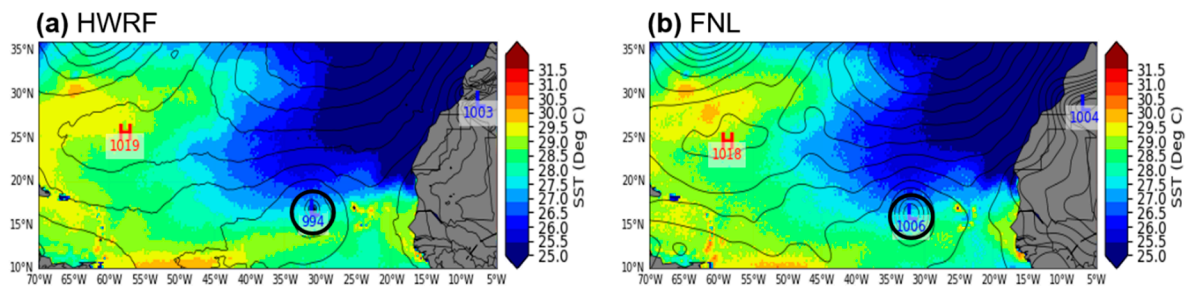 (a) HWRF
35°N
30°N
25°N
20°N
15°N
10°N
70°W 65°W 60°W 55°W 50°W 45°W 40°W 35°W 30°W 25°W 20°W 15°W 10°W 5°W
H
1019
L
1003
L
994
31.5
31.0
30.5
30.0
29.5
29.0
28.5
28.0
27.5
27.0
26.5
26.0
25.5
25.0
SST (Deg C)
(b) FNL
35°N
30°N
25°N
20°N
15°N
10°N
70°W 65°W 60°W 55°W 50°W 45°W 40°W 35°W 30°W 25°W 20°W 15°W 10°W 5°W
H
1018
L
1004
L
1006
31.5
31.0
30.5
30.0
29.5
29.0
28.5
28.0
27.5
27.0
26.5
26.0
25.5
25.0
SST (Deg C)